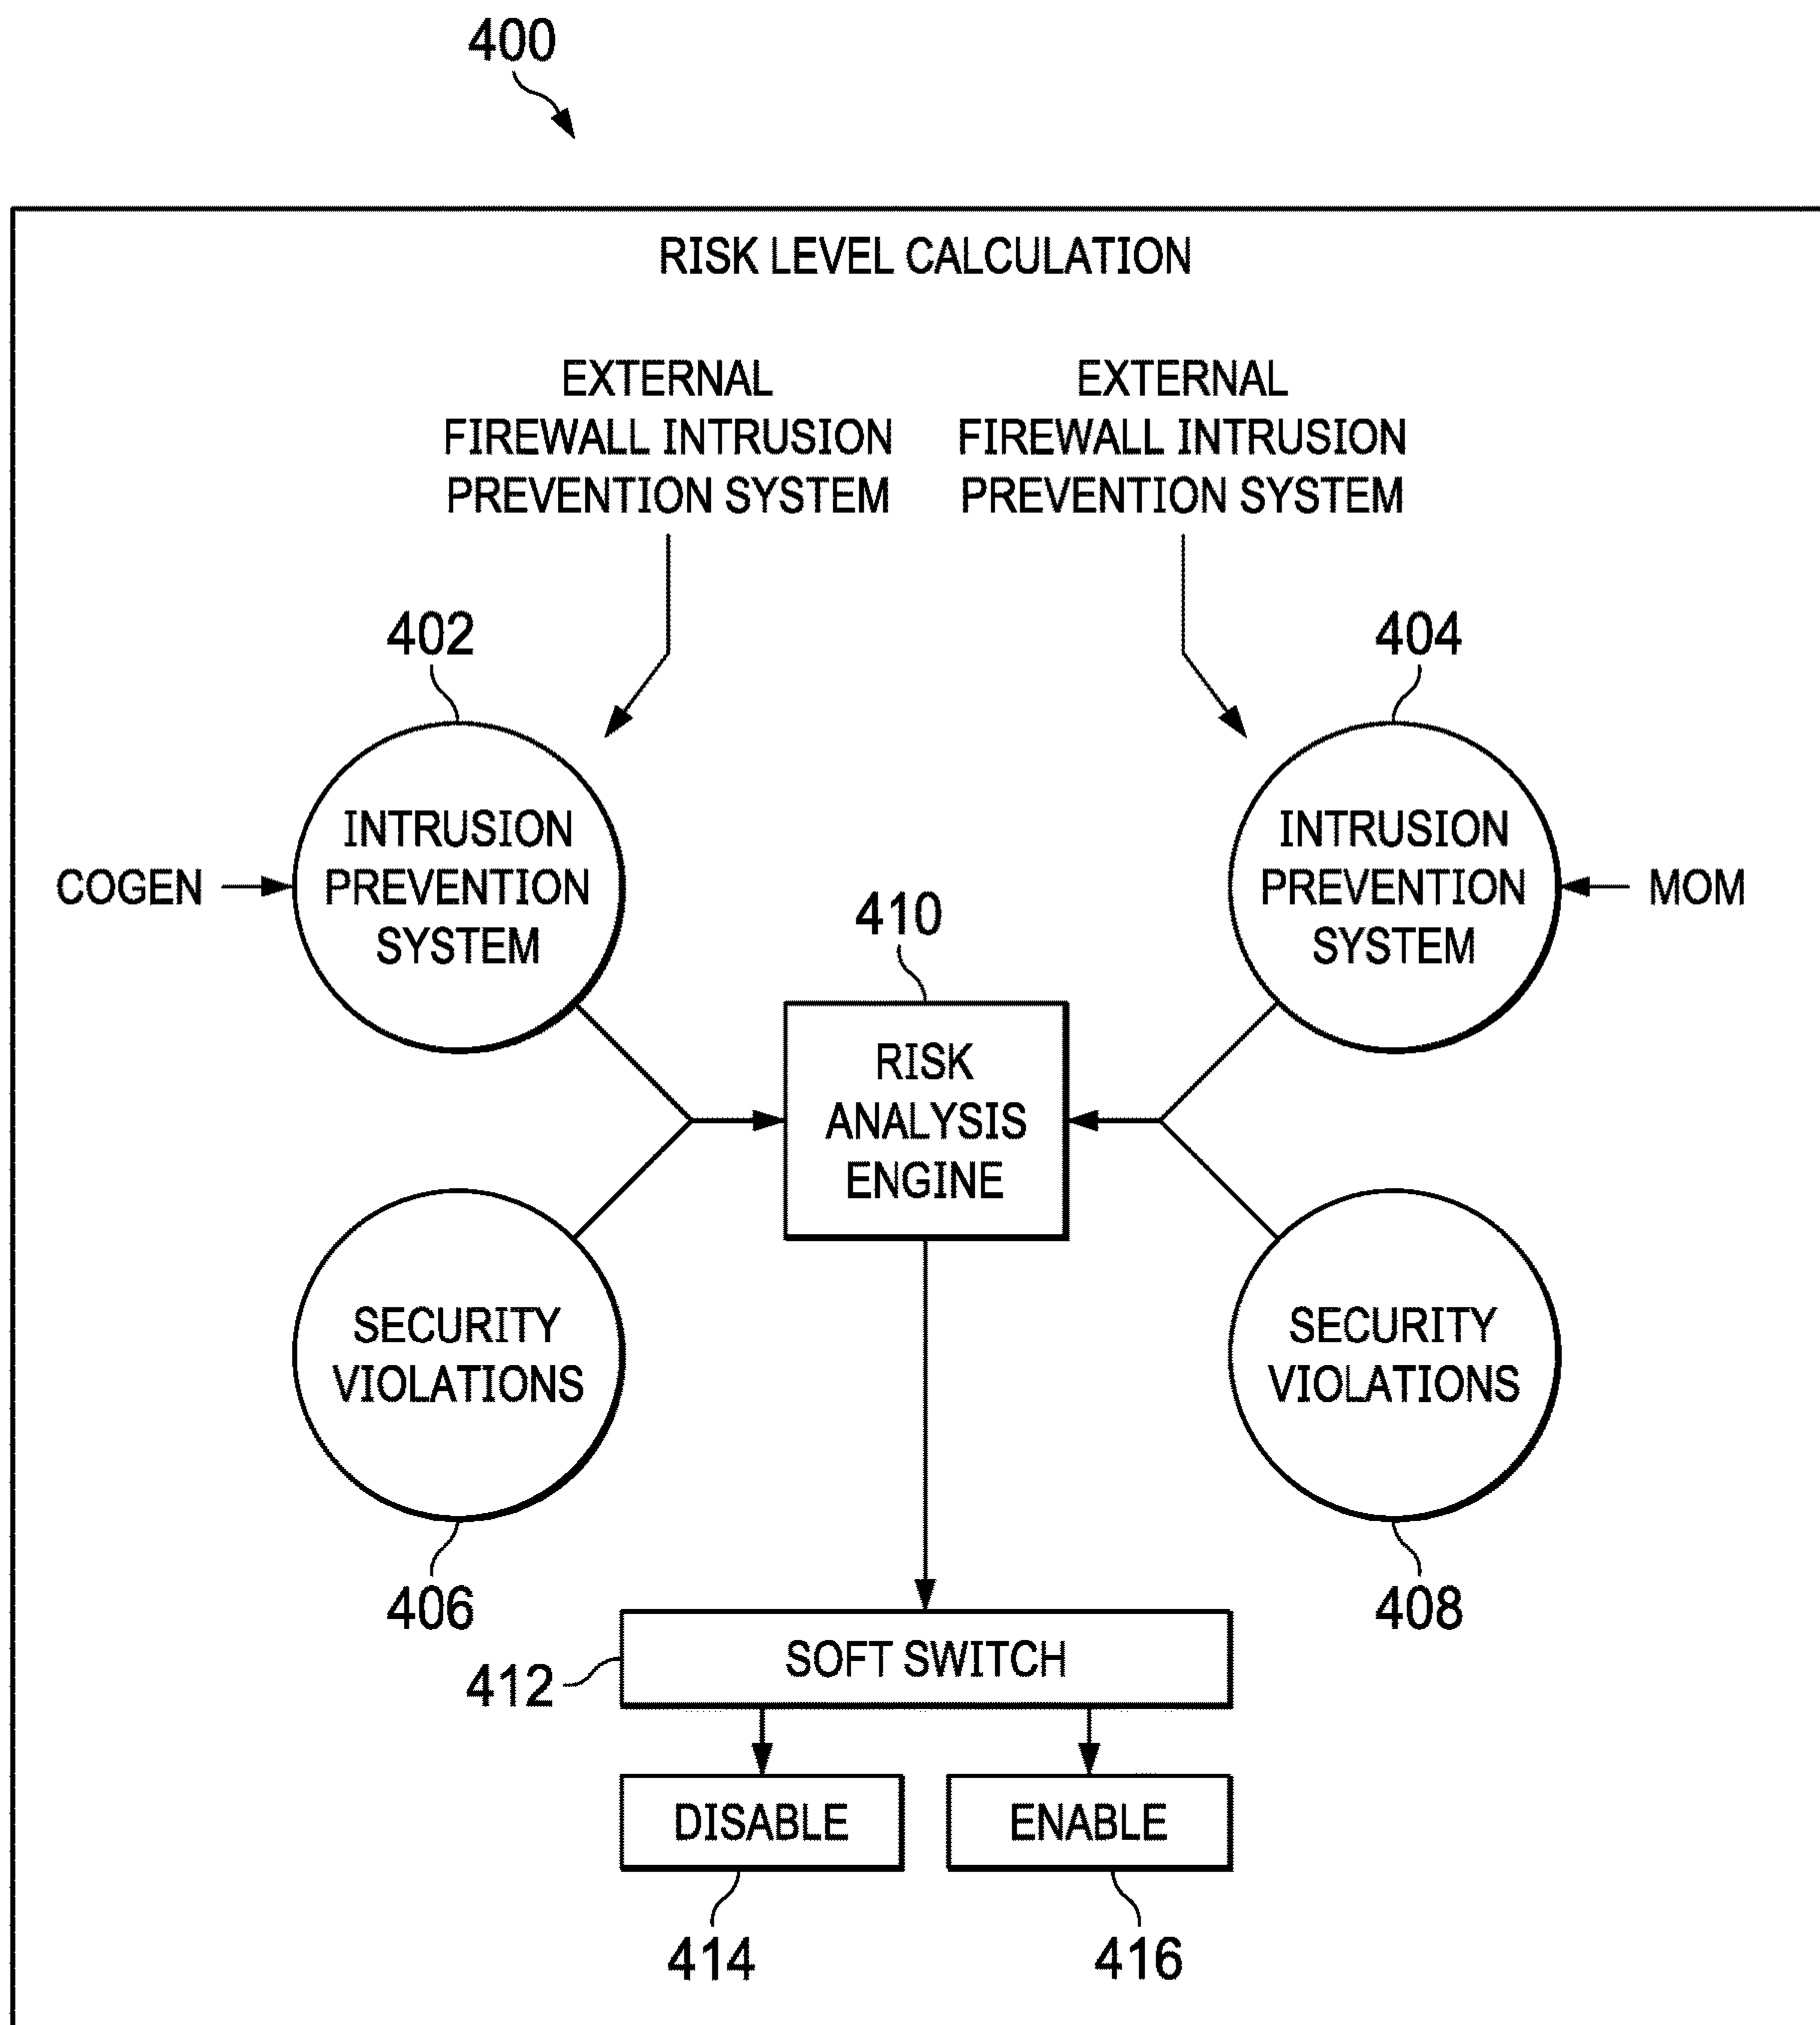 400
RISK LEVEL CALCULATION
EXTERNAL
FIREWALL INTRUSION
PREVENTION SYSTEM
EXTERNAL
FIREWALL INTRUSION
PREVENTION SYSTEM
402
404
COGEN
INTRUSION
PREVENTION
SYSTEM
INTRUSION
PREVENTION
SYSTEM
MOM
410
RISK
ANALYSIS
ENGINE
SECURITY
VIOLATIONS
SECURITY
VIOLATIONS
406
408
412
SOFT SWITCH
DISABLE
ENABLE
414
416